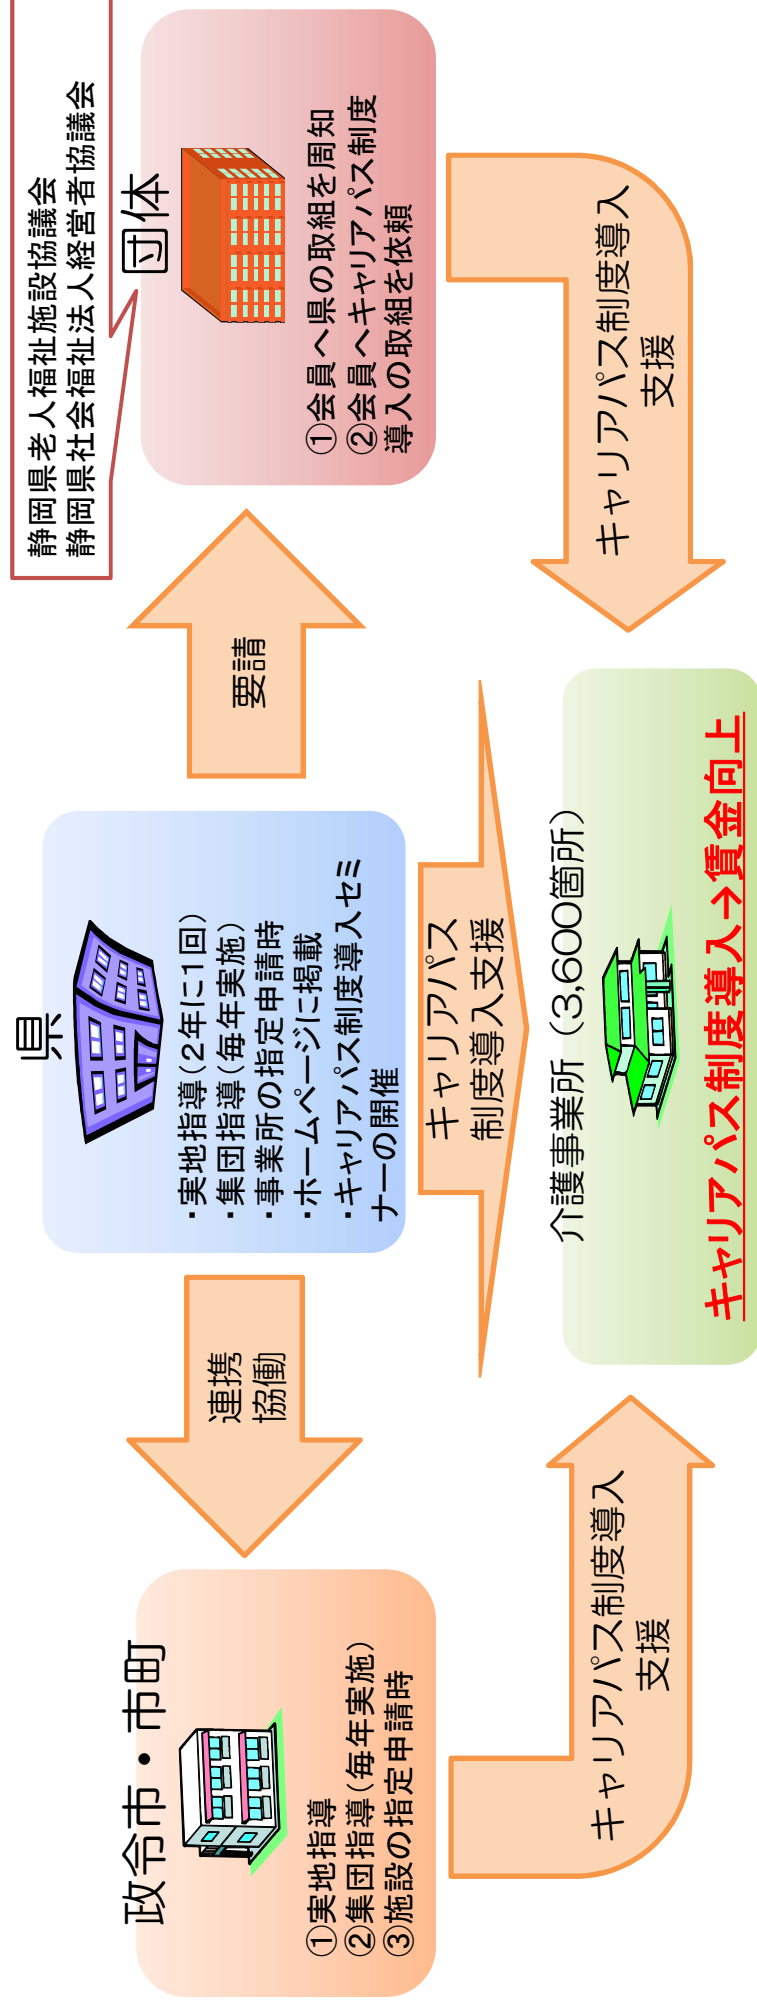 政令市・市町
①実地指導
②集団指導(毎年実施)
③施設の指定申請時
連携
協働
県
・実地指導(2年に1回)
・集団指導(毎年実施)
・事業所の指定申請時
・ホームページに掲載
・キャリアパス制度導入セミ
ナーの開催
要請
静岡県老人福祉施設協議会
静岡県社会福祉法人経営者協議会
団体
①会員へ県の取組を周知
②会員へキャリアパス制度
導入の取組を依頼
キャリアパス制度導入
支援
キャリアパス
制度導入支援
キャリアパス制度導入
支援
介護事業所(3,600箇所)
キャリアパス制度導入→賃金向上